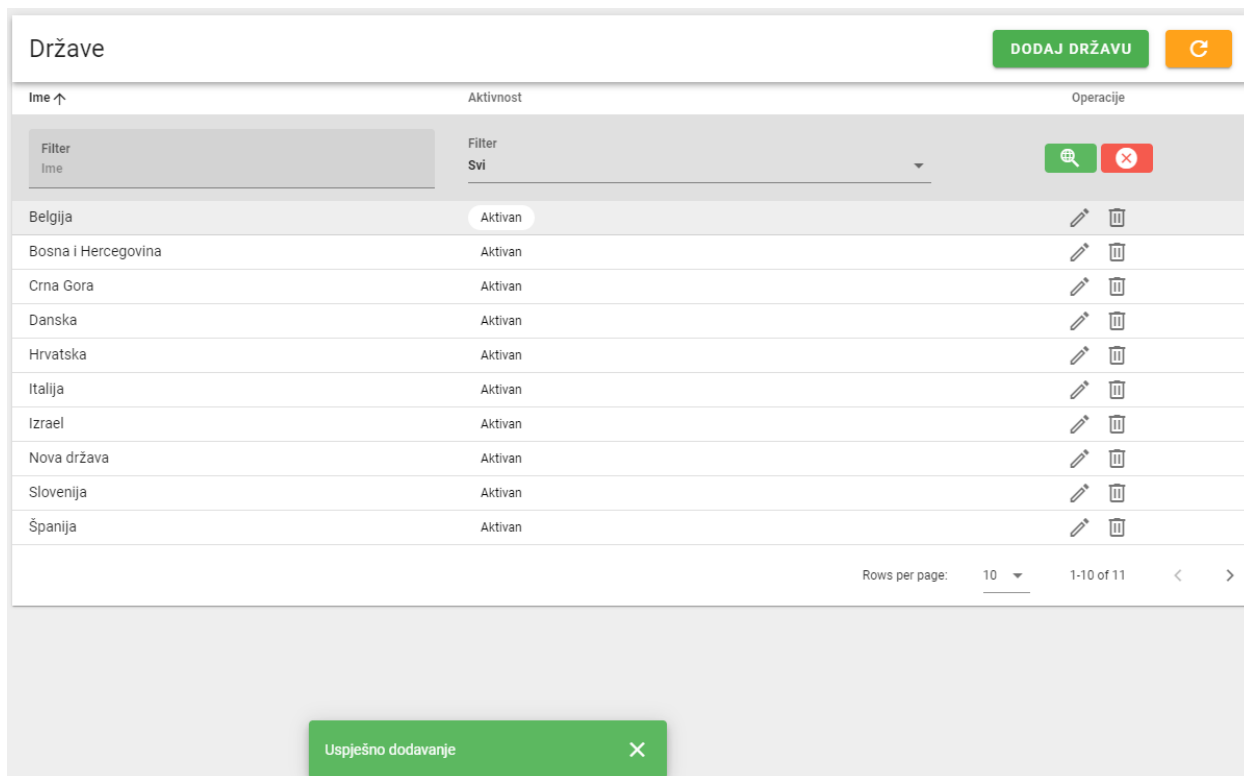 Države DODAJ DRŽAVU
Ime Aktivnost Operacije
Filter Filter
Ime Svi
Belgija Aktivan
Bosna i Hercegovina Aktivan
Crna Gora Aktivan
Danska Aktivan
Hrvatska Aktivan
Italija Aktivan
Izrael Aktivan
Nova država Aktivan
Slovenija Aktivan
Španija Aktivan
Rows per page: 10 1-10 of 11
Uspješno dodavanje